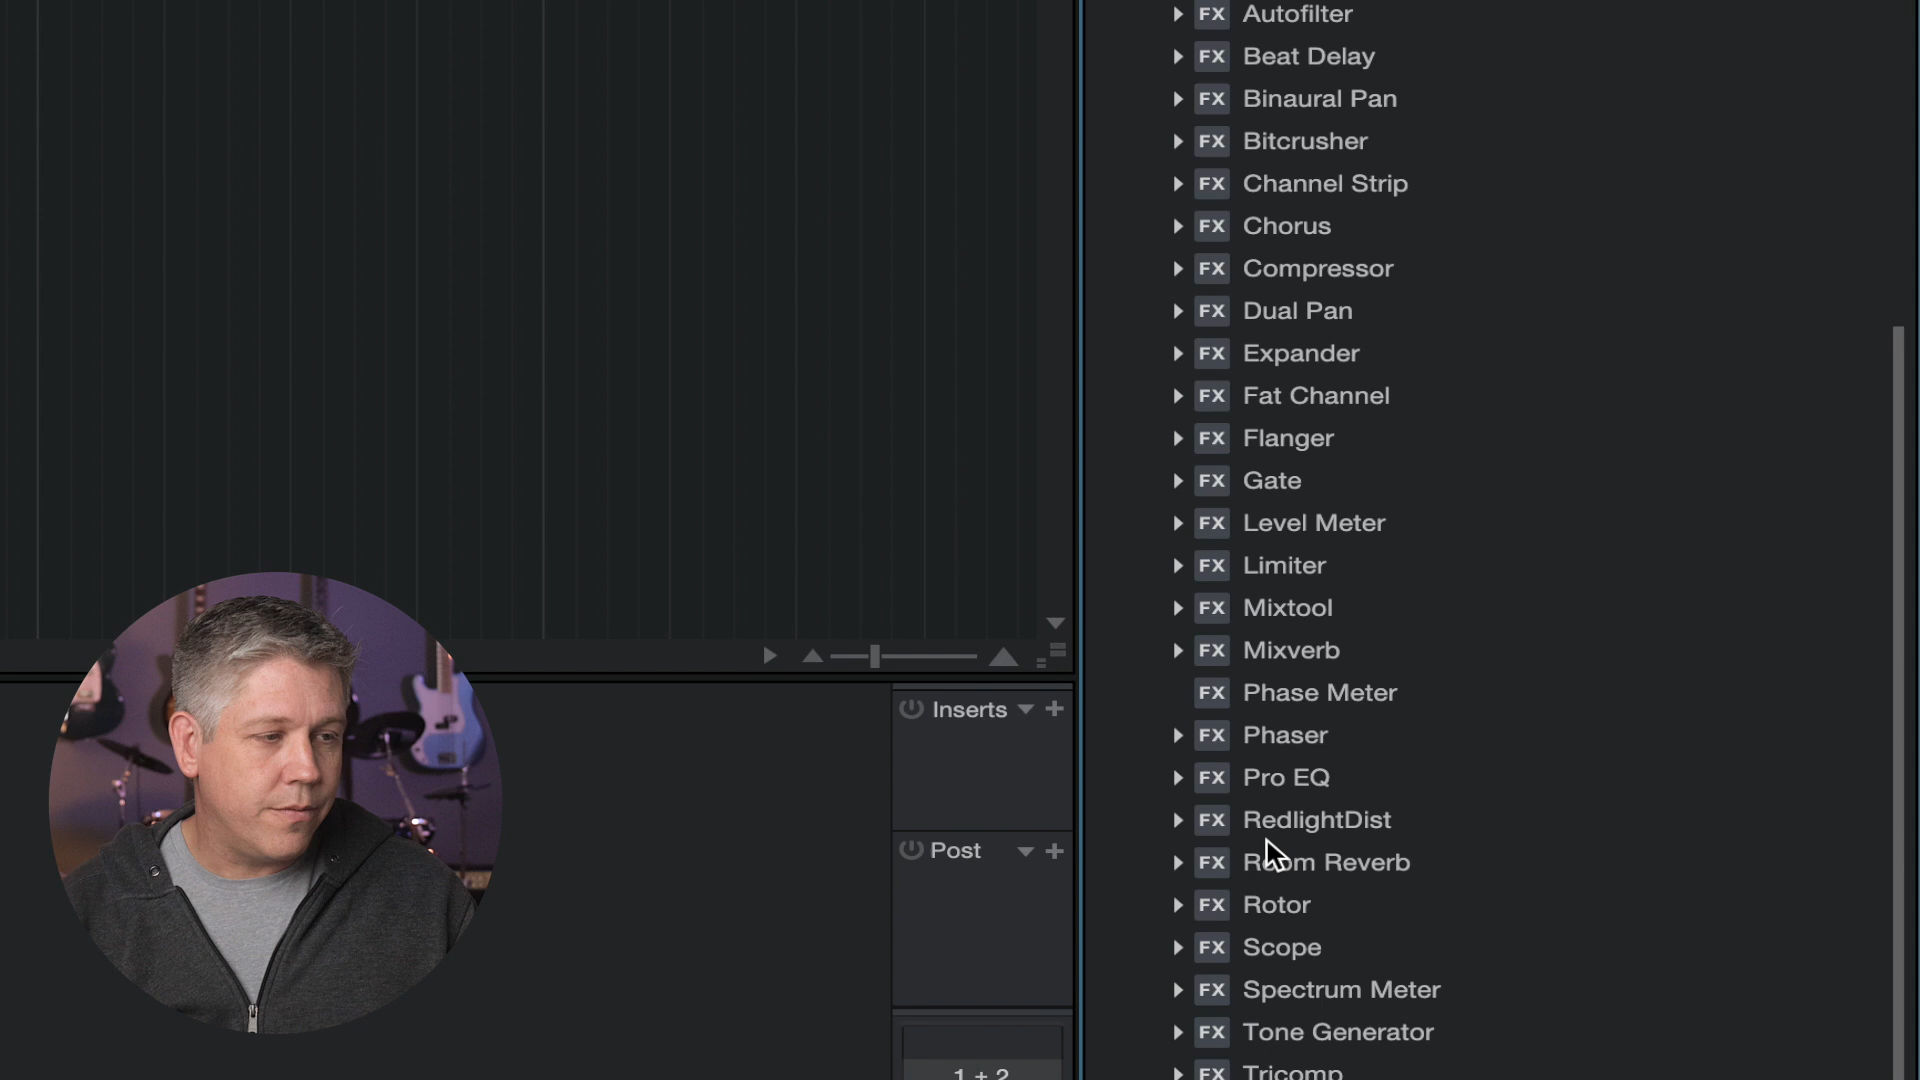 FX Autofilter
FX Beat Delay
FX Binaural Pan
FX Bitcrusher
FX Channel Strip
FX Chorus
FX Compressor
FX Dual Pan
FX Expander
FX Fat Channel
FX Flanger
FX Gate
FX Level Meter
FX Limiter
FX Mixtool
FX Mixverb
FX Phase Meter
FX Phaser
FX Pro EQ
FX RedlightDist
FX Room Reverb
FX Rotor
FX Scope
FX Spectrum Meter
FX Tone Generator
FX Tricomp
Inserts
Post
1 + 2